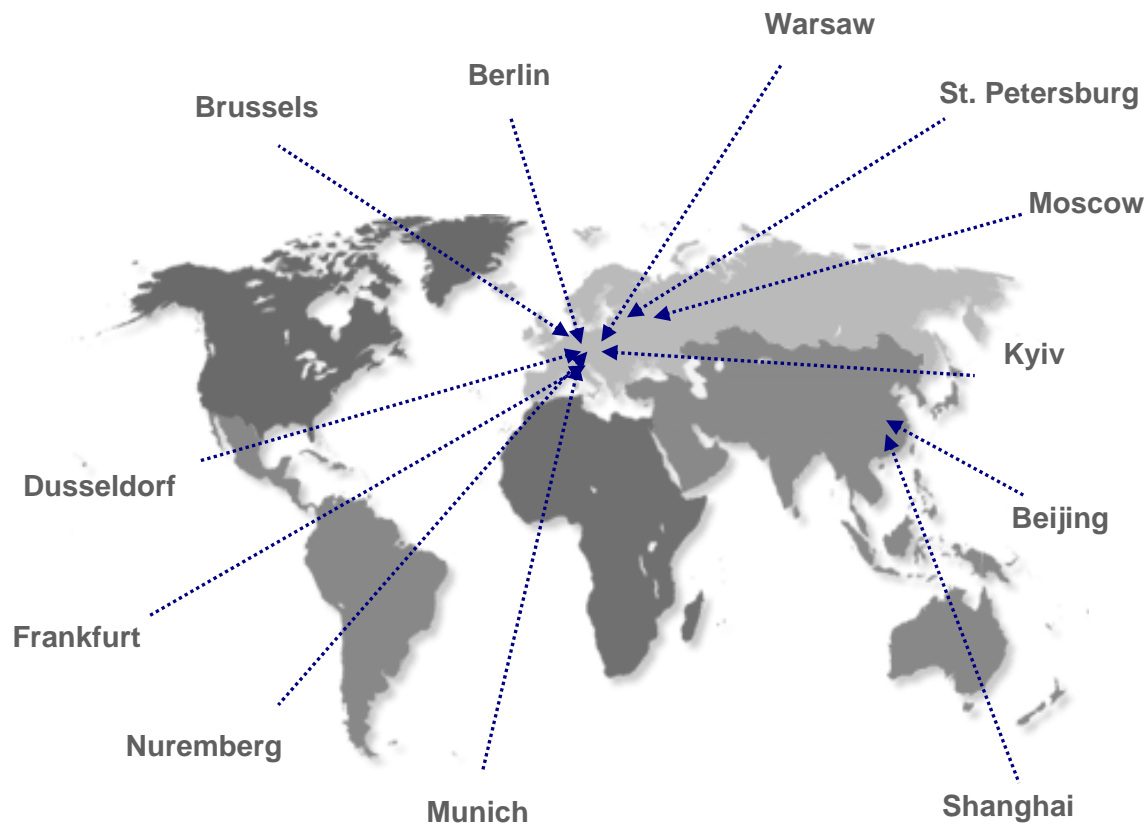 Warsaw
Berlin
St. Petersburg
Brussels
Moscow
Kyiv
Dusseldorf
Beijing
Frankfurt
Nuremberg
Munich
Shanghai